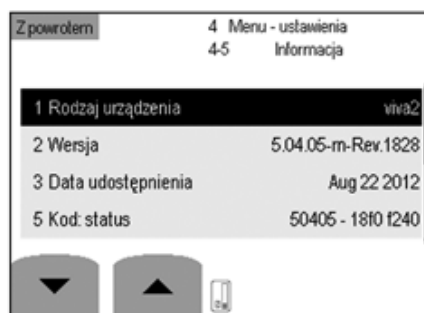 Z powrotem
4 Menu - ustawienia
4-5 Informacja
1 Rodzaj urządzenia viva2
2 Wersja 5.04.05-m-Rev.1828
3 Data udostępnienia Aug 22 2012
5 Kod: status 50405 - 18f0 f240